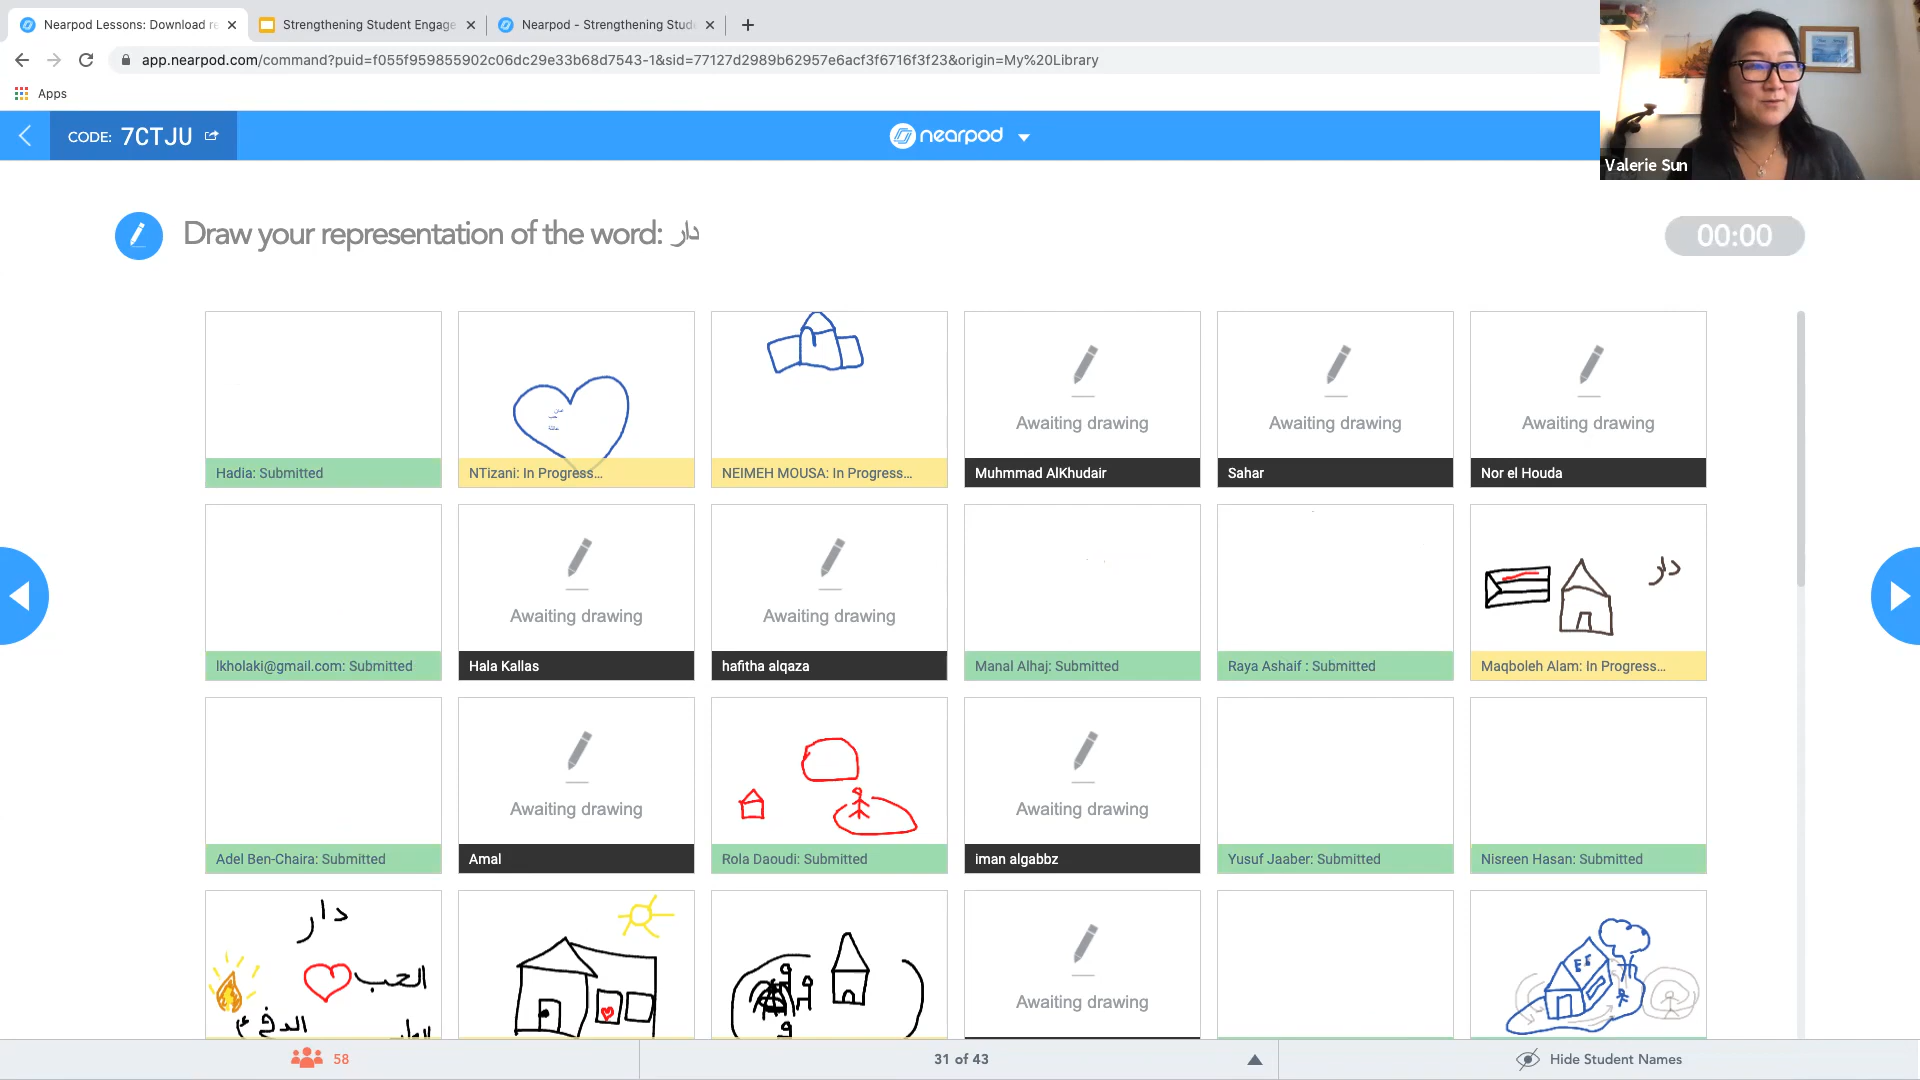 Nearpod Lessons: Download re
Strengthening Student Engage
Nearpod - Strengthening Stude
app.nearpod.com/command?puid=f055f959855902c06dc29e33b68d7543-1&sid=77127d2989b62957e6acf3f6716f3f23&origin=My%20Library
Apps
CODE: 7CTJU
nearpod
Valerie Sun
Draw your representation of the word: دار
00:00
Awaiting drawing
Awaiting drawing
Awaiting drawing
Hadia: Submitted
NTizani: In Progress...
NEIMEH MOUSA: In Progress...
Muhmmad AlKhudair
Sahar
Nor el Houda
دار
Awaiting drawing
Awaiting drawing
lkholaki@gmail.com: Submitted
Hala Kallas
hafitha alqaza
Manal Alhaj: Submitted
Raya Ashaif : Submitted
Maqboleh Alam: In Progress...
Awaiting drawing
Awaiting drawing
Adel Ben-Chaira: Submitted
Amal
Rola Daoudi: Submitted
iman algabbz
Yusuf Jaaber: Submitted
Nisreen Hasan: Submitted
دار
الحب
الدفء
Awaiting drawing
58
31 of 43
Hide Student Names